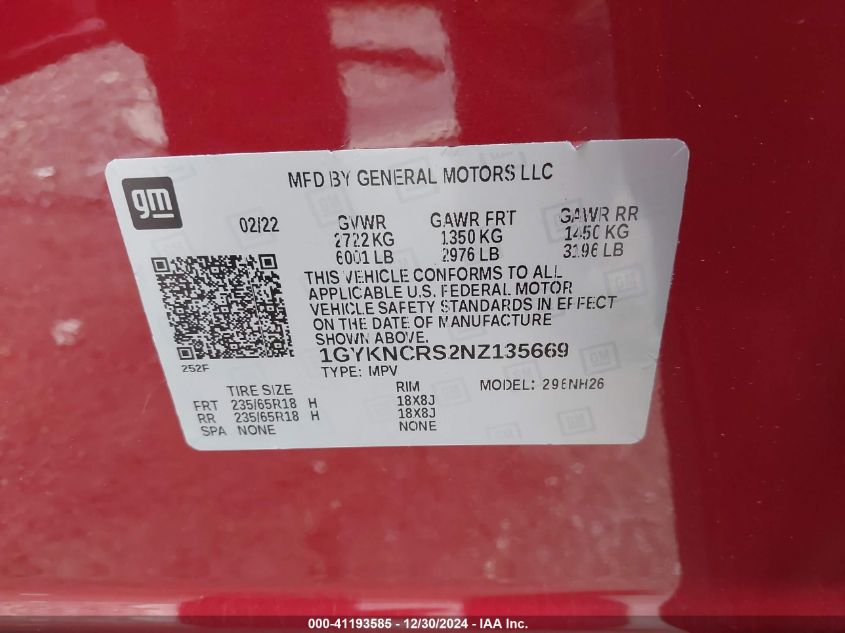 gm
MFD BY GENERAL MOTORS LLC
02/22 GVWR GAWR FRT GAWR RR
2722 KG 1350 KG 1450 KG
6001 LB 2976 LB 3196 LB
THIS VEHICLE CONFORMS TO ALL
APPLICABLE U.S. FEDERAL MOTOR
VEHICLE SAFETY STANDARDS IN EFFECT
ON THE DATE OF MANUFACTURE
SHOWN ABOVE.
1GYKNCRS2NZ135669
252F
TYPE: MPV
TIRE SIZE RIM MODEL: 296NH26
FRT 235/65R18 H 18X8J
RR 235/65R18 H 18X8J
SPA NONE NONE
000-41193585 - 12/30/2024 - IAA Inc.